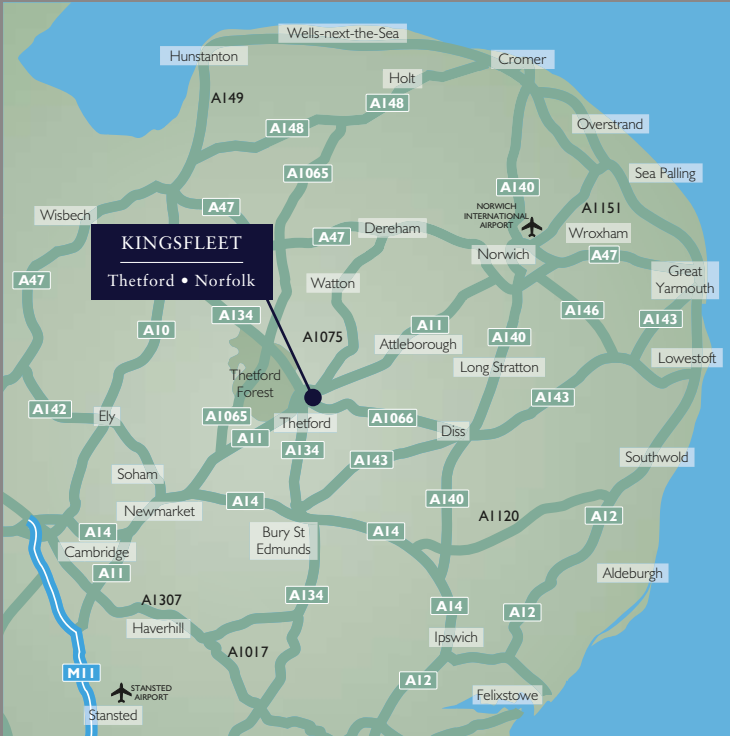 Wells-next-the-Sea
Hunstanton
Cromer
Holt
A149
A148
A148
Overstrand
A1065
Sea Palling
A140
A47
NORWICH
INTERNATIONAL
AIRPORT
A1151
Wisbech
Dereham
Wroxham
A47
KINGSFLEET
Thetford • Norfolk
Norwich
A47
A47
Watton
Great
Yarmouth
A134
A146
A143
A10
A11
A1075
A140
Attleborough
Lowestoft
Long Stratton
Thetford
Forest
A143
A142
Ely
A1065
A1066
Thetford
Diss
A11
A134
A143
Southwold
Soham
A14
A140
Newmarket
A1120
A12
A14
Bury St
Edmunds
A14
Cambridge
A11
Aldeburgh
A134
A1307
A14
A12
Haverhill
Ipswich
A1017
M11
A12
STANSTED
AIRPORT
Felixstowe
Stansted